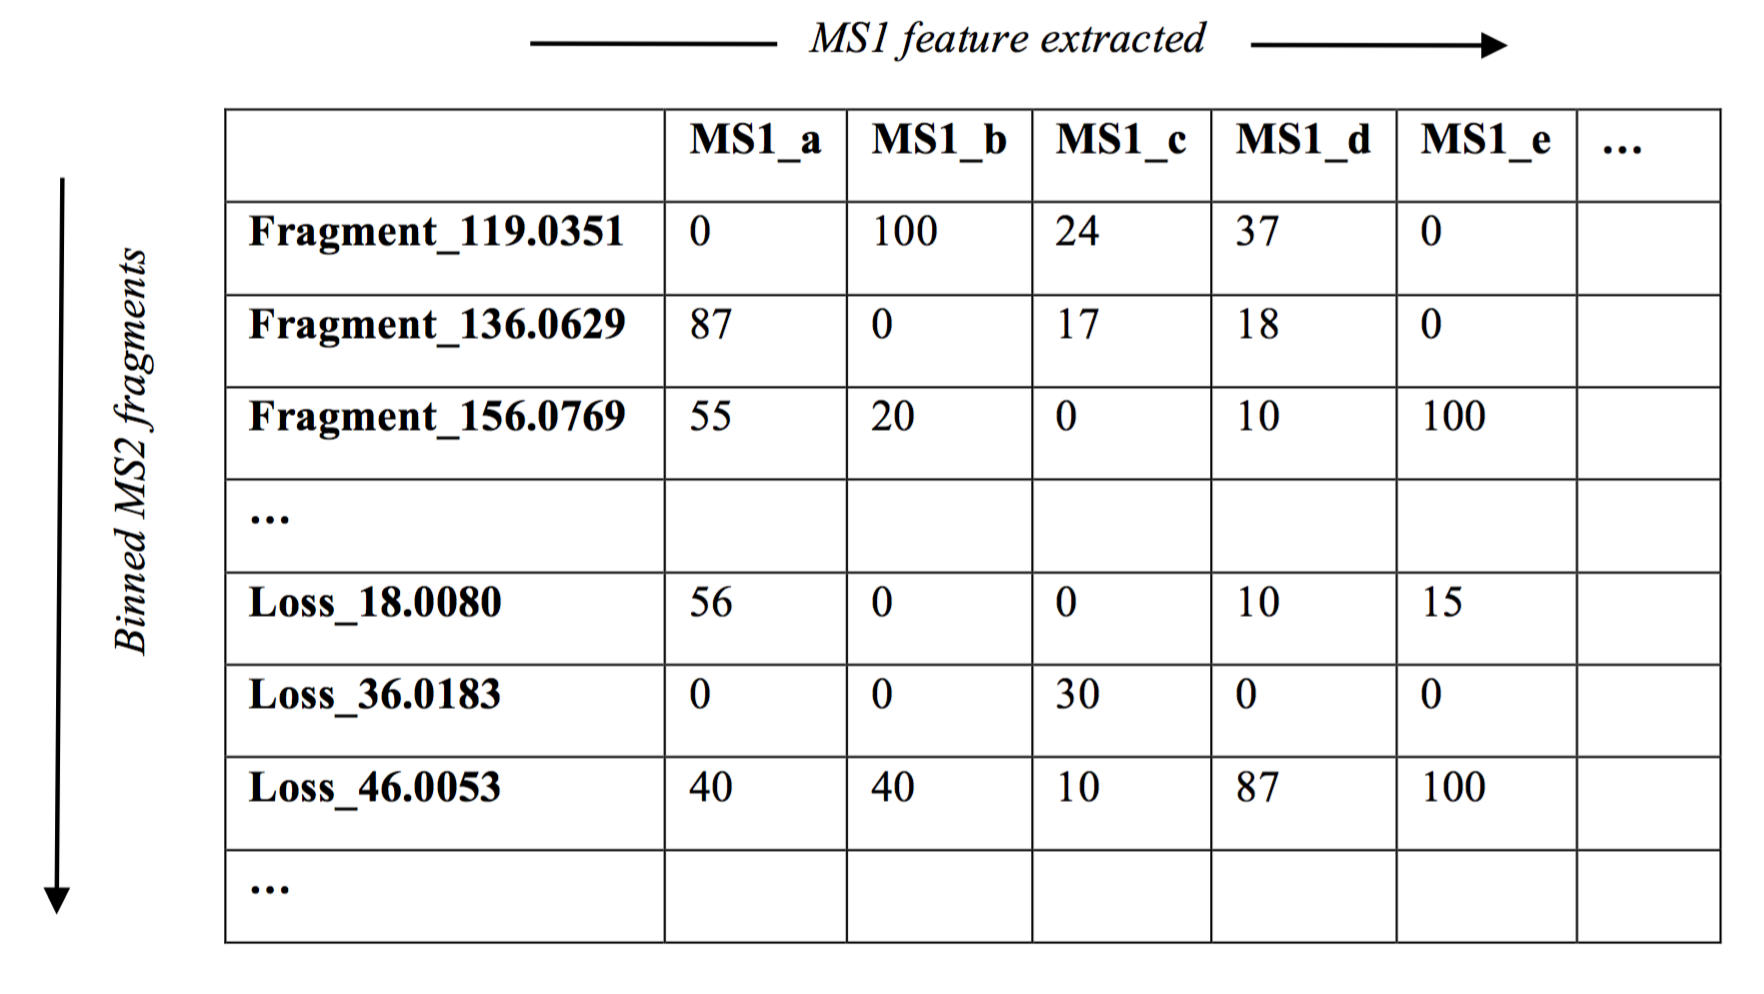 MS1 feature extracted
Binned MS2 fragments
MS1_a MS1_b MS1_c MS1_d MS1_e ...
Fragment_119.0351 0 100 24 37 0
Fragment_136.0629 87 0 17 18 0
Fragment_156.0769 55 20 0 10 100
...
Loss_18.0080 56 0 0 10 15
Loss_36.0183 0 0 30 0 0
Loss_46.0053 40 40 10 87 100
...